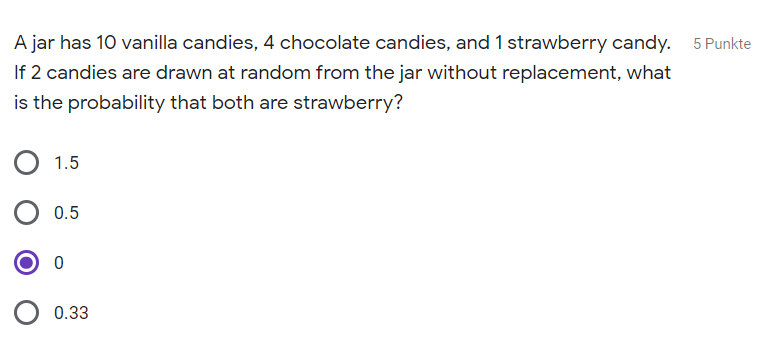 A jar has 10 vanilla candies, 4 chocolate candies, and 1 strawberry candy. 5 Punkte
If 2 candies are drawn at random from the jar without replacement, what
is the probability that both are strawberry?
1.5
0.5
0
0.33